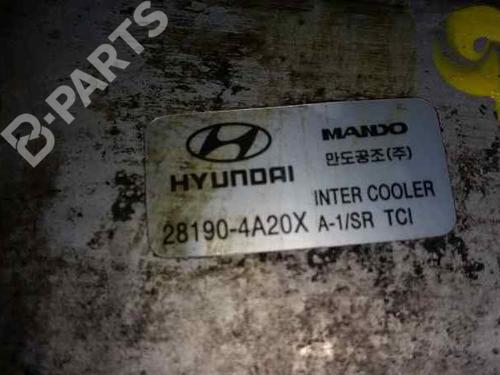 B-PARTS
HYUNDAI
MANDO
만도공조(주)
INTER COOLER
28190-4A20X A-1/SR TCI